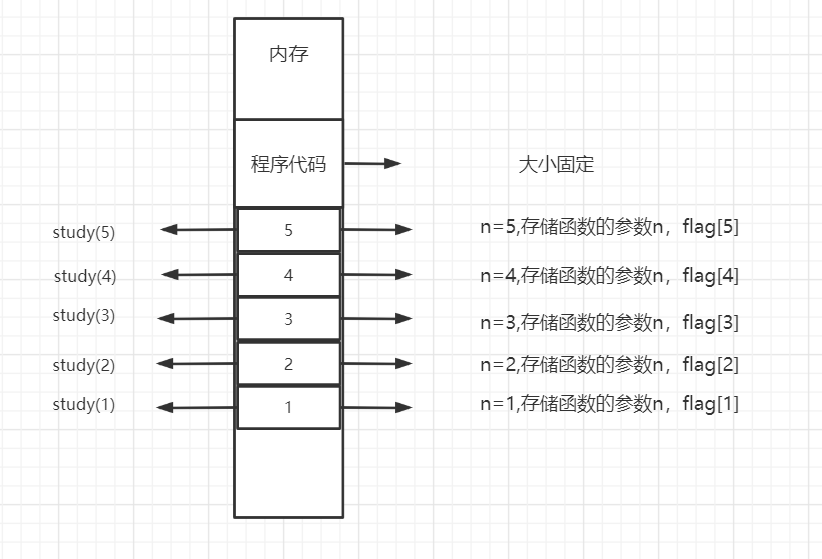 内存
程序代码
大小固定
study(5)
5
n=5,存储函数的参数n，flag[5]
study(4)
4
n=4,存储函数的参数n，flag[4]
study(3)
3
n=3,存储函数的参数n，flag[3]
study(2)
2
n=2,存储函数的参数n，flag[2]
study(1)
1
n=1,存储函数的参数n，flag[1]